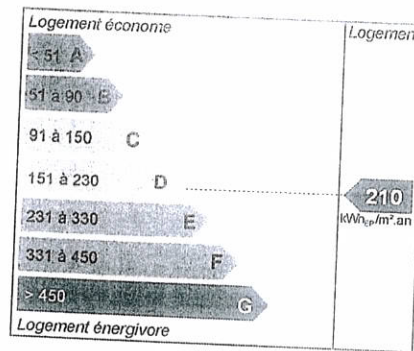 Logement économe
Logement
< 51 A
51 à 90 B
91 à 150 C
151 à 230 D
210
kWhEP/m².an
231 à 330 E
331 à 450 F
> 450 G
Logement énergivore